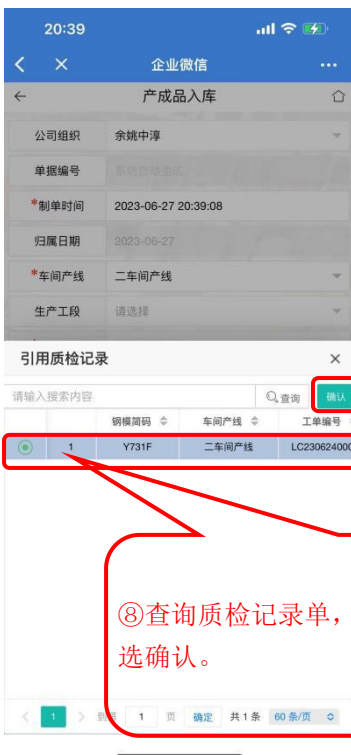 20:39
企业微信
产成品入库
公司组织 余姚中淳
单据编号 系统自动生成
*制单时间 2023-06-27 20:39:08
归属日期 2023-06-27
*车间产线 二车间产线
生产工段 请选择
引用质检记录
请输入搜索内容 查询 确认
钢模简码 车间产线 工单编号
1 Y731F 二车间产线 LC230624000
⑧查询质检记录单，
选确认。
1 1 页 确定 共1条 60条/页